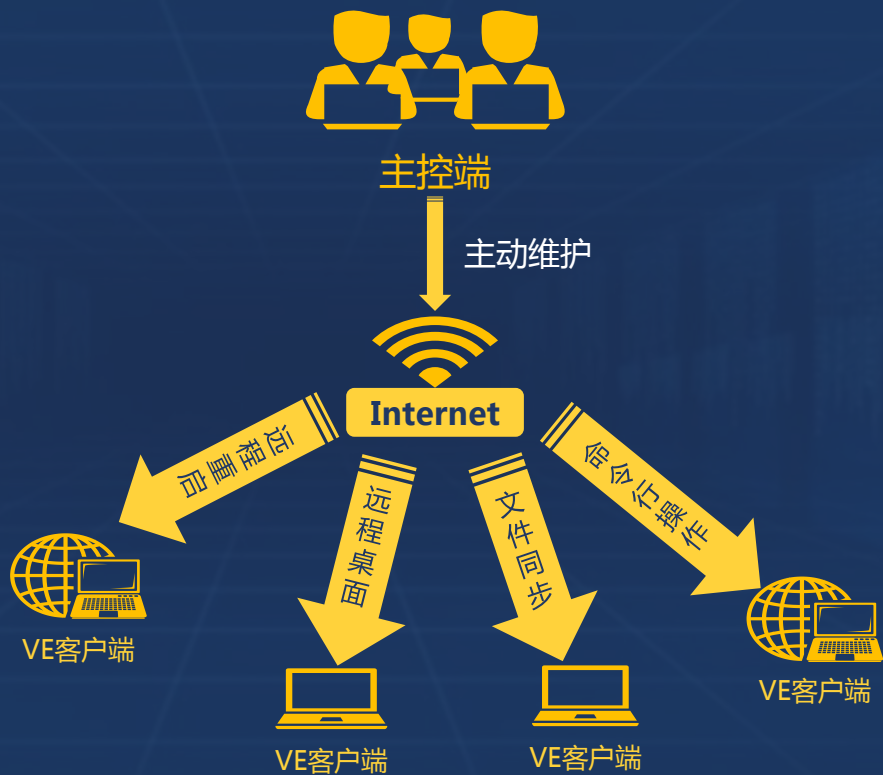 主控端
主动维护
Internet
远程重启
远程桌面
文件同步
命令行操作
VE客户端
VE客户端
VE客户端
VE客户端